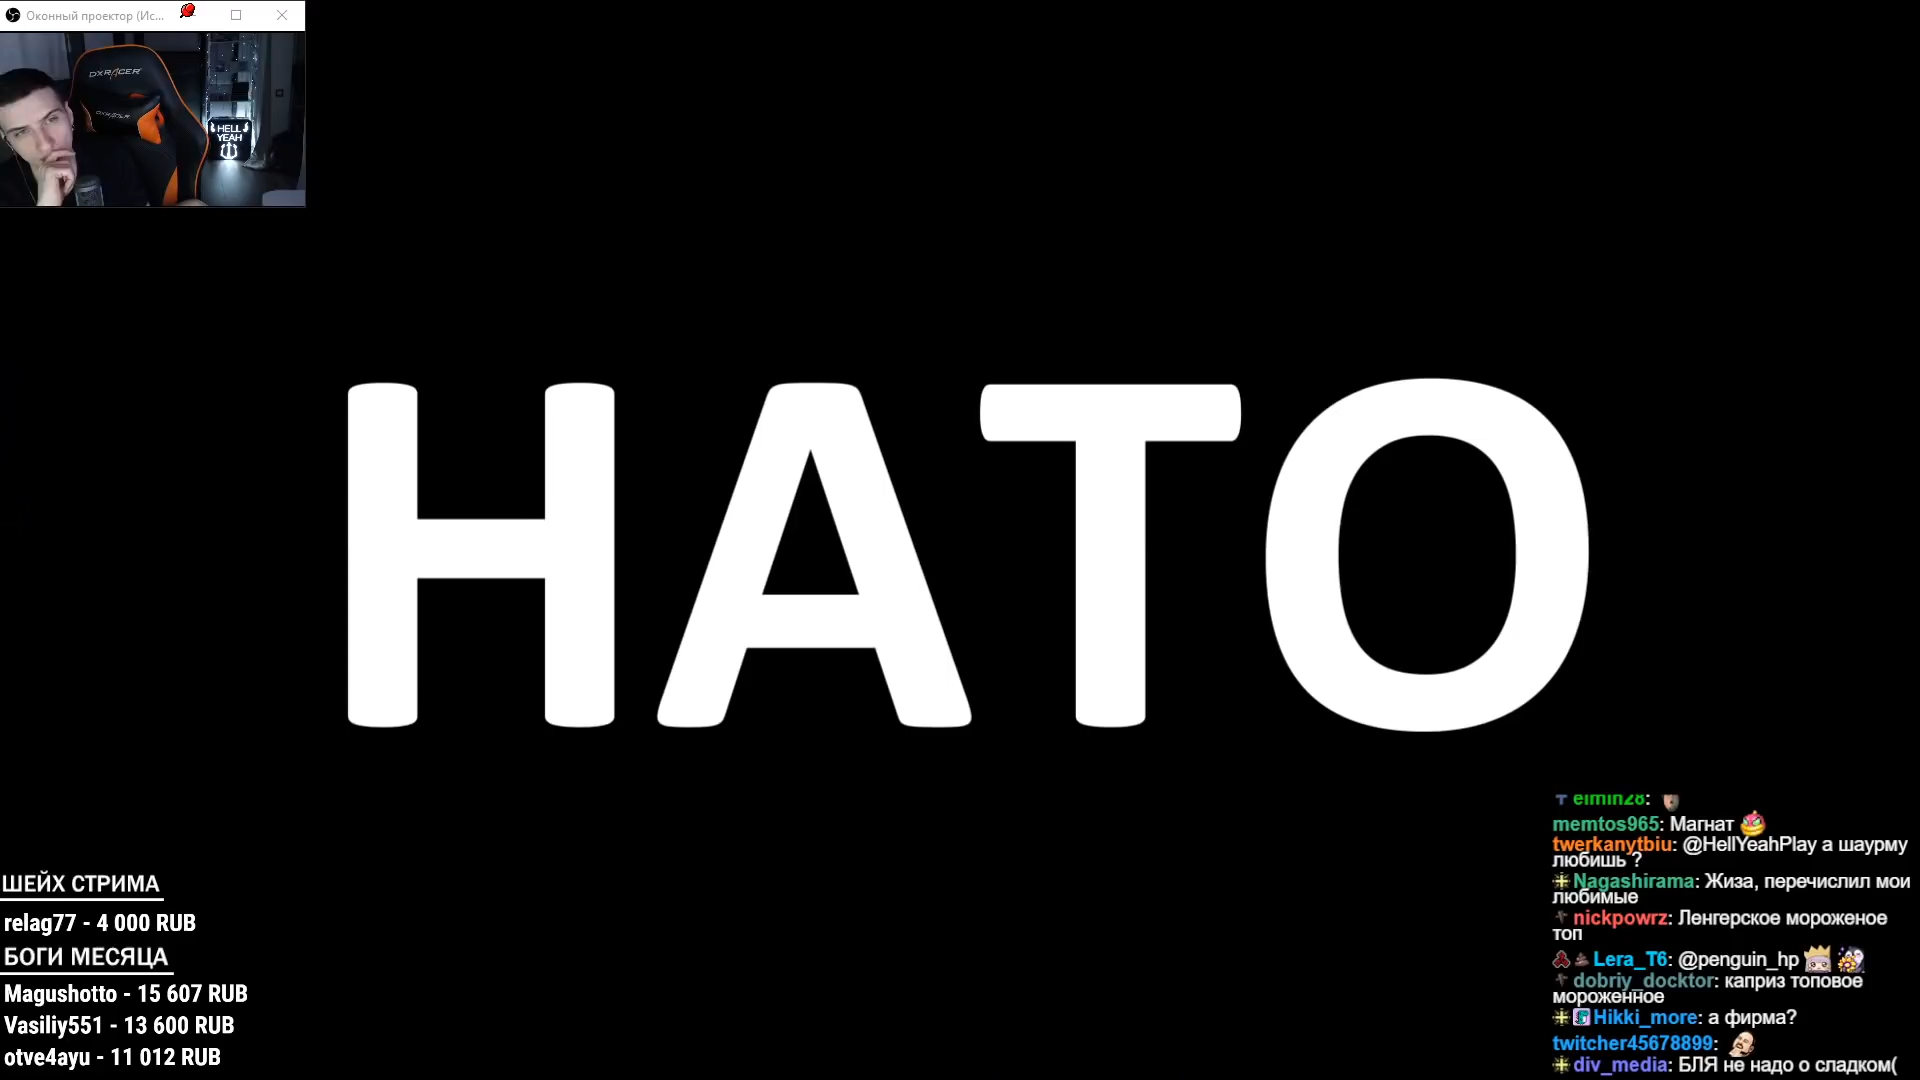 Оконный проектор (Ис...
DXRACER
DXRACER
HELL
YEAH
НАТО
ШЕЙХ СТРИМА
relag77 - 4 000 RUB
БОГИ МЕСЯЦА
Magushotto - 15 607 RUB
Vasiliy551 - 13 600 RUB
otve4ayu - 11 012 RUB
elmin28:
memtos965: Магнат
twerkanytbiu: @HellYeahPlay а шаурму
любишь ?
Nagashirama: Жиза, перечислил мои
любимые
nickpowrz: Ленгерское мороженое
топ
Lera_T6: @penguin_hp
dobriy_docktor: каприз топовое
мороженное
Hikki_more: а фирма?
twitcher45678899:
div_media: БЛЯ не надо о сладком(